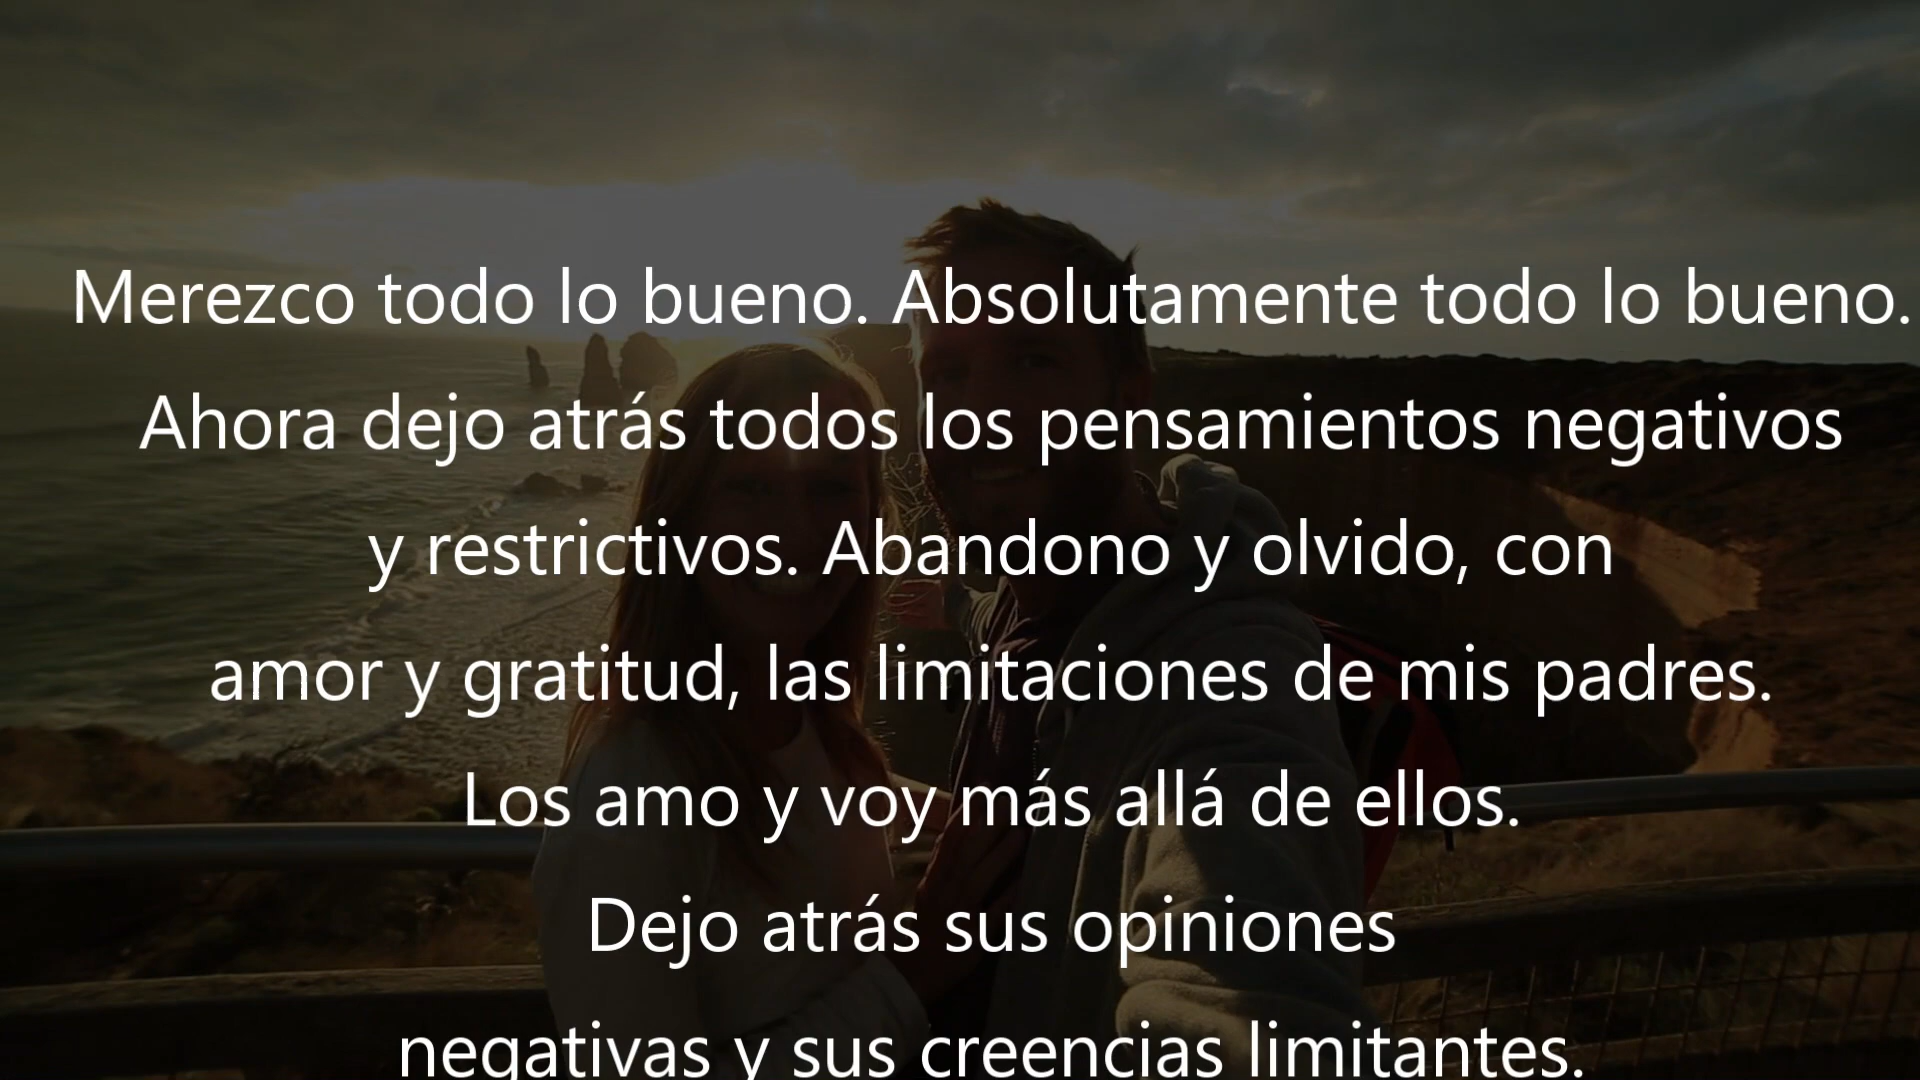 Merezco todo lo bueno. Absolutamente todo lo bueno.
Ahora dejo atrás todos los pensamientos negativos
y restrictivos. Abandono y olvido, con
amor y gratitud, las limitaciones de mis padres.
Los amo y voy más allá de ellos.
Dejo atrás sus opiniones
negativas y sus creencias limitantes.